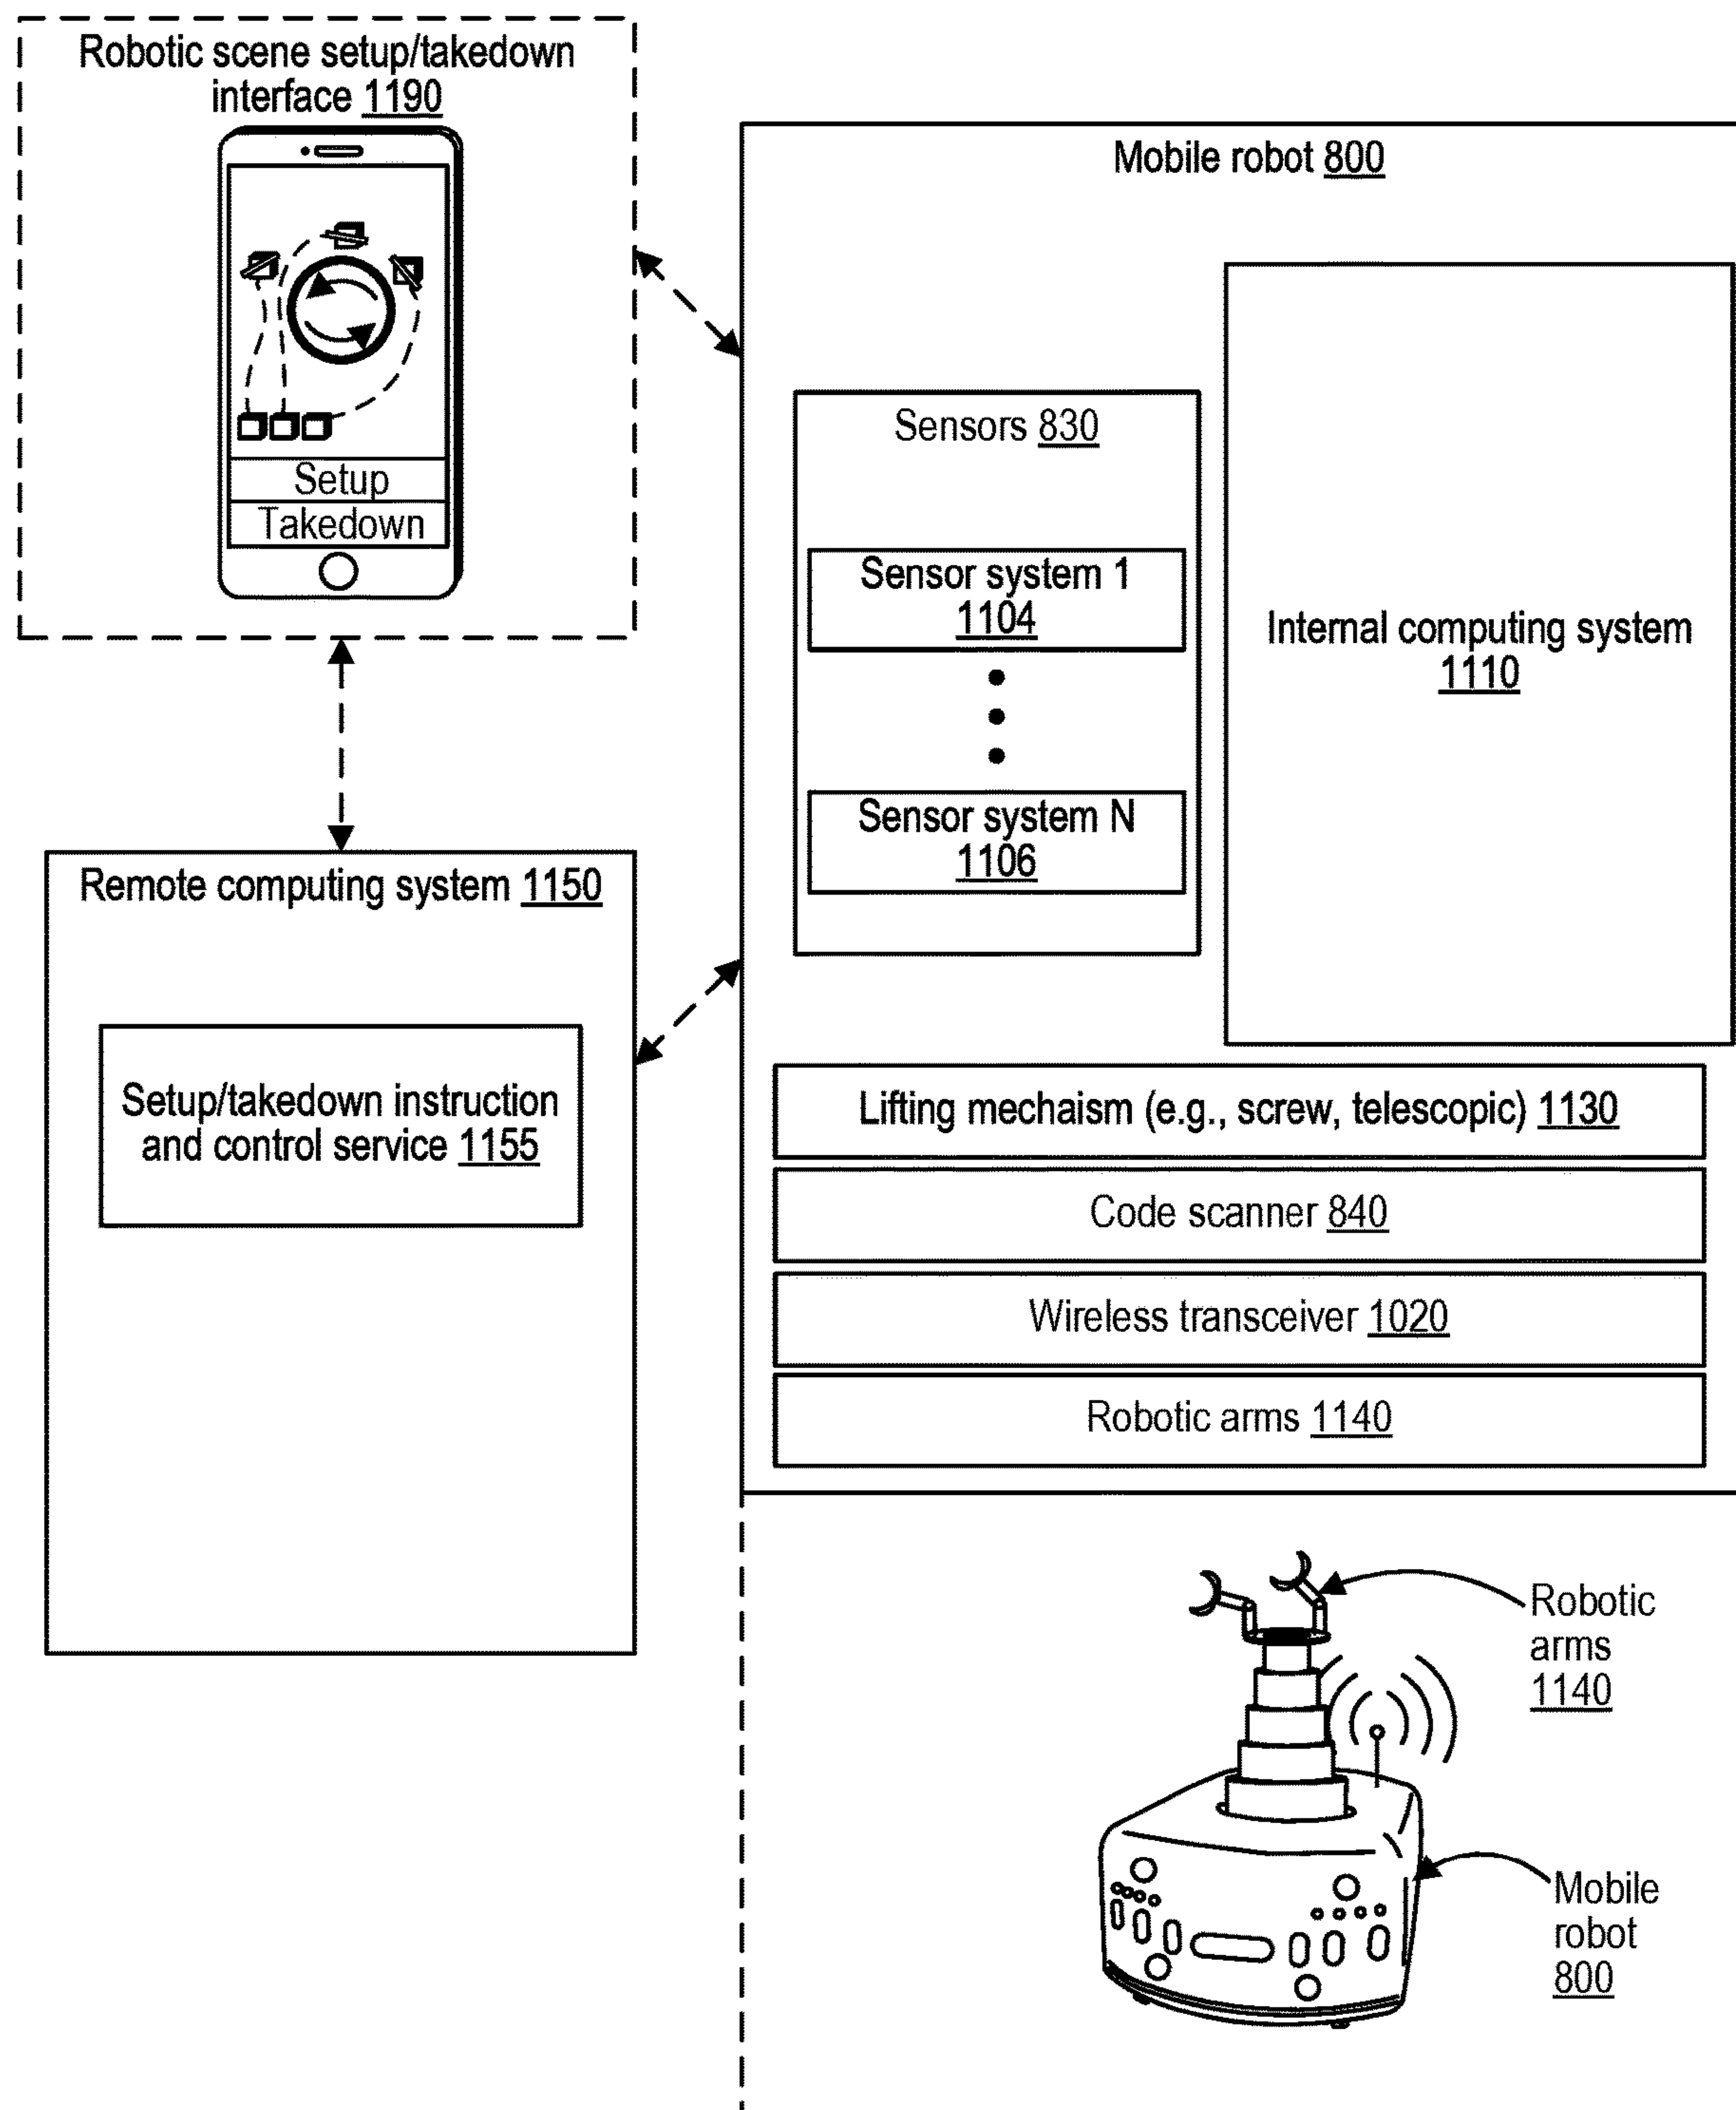 Robotic scene setup/takedown
interface 1190
Setup
Takedown
Remote computing system 1150
Setup/takedown instruction
and control service 1155
Mobile robot 800
Sensors 830
Sensor system 1
1104
Sensor system N
1106
Internal computing system
1110
Lifting mechaism (e.g., screw, telescopic) 1130
Code scanner 840
Wireless transceiver 1020
Robotic arms 1140
Robotic
arms
1140
Mobile
robot
800